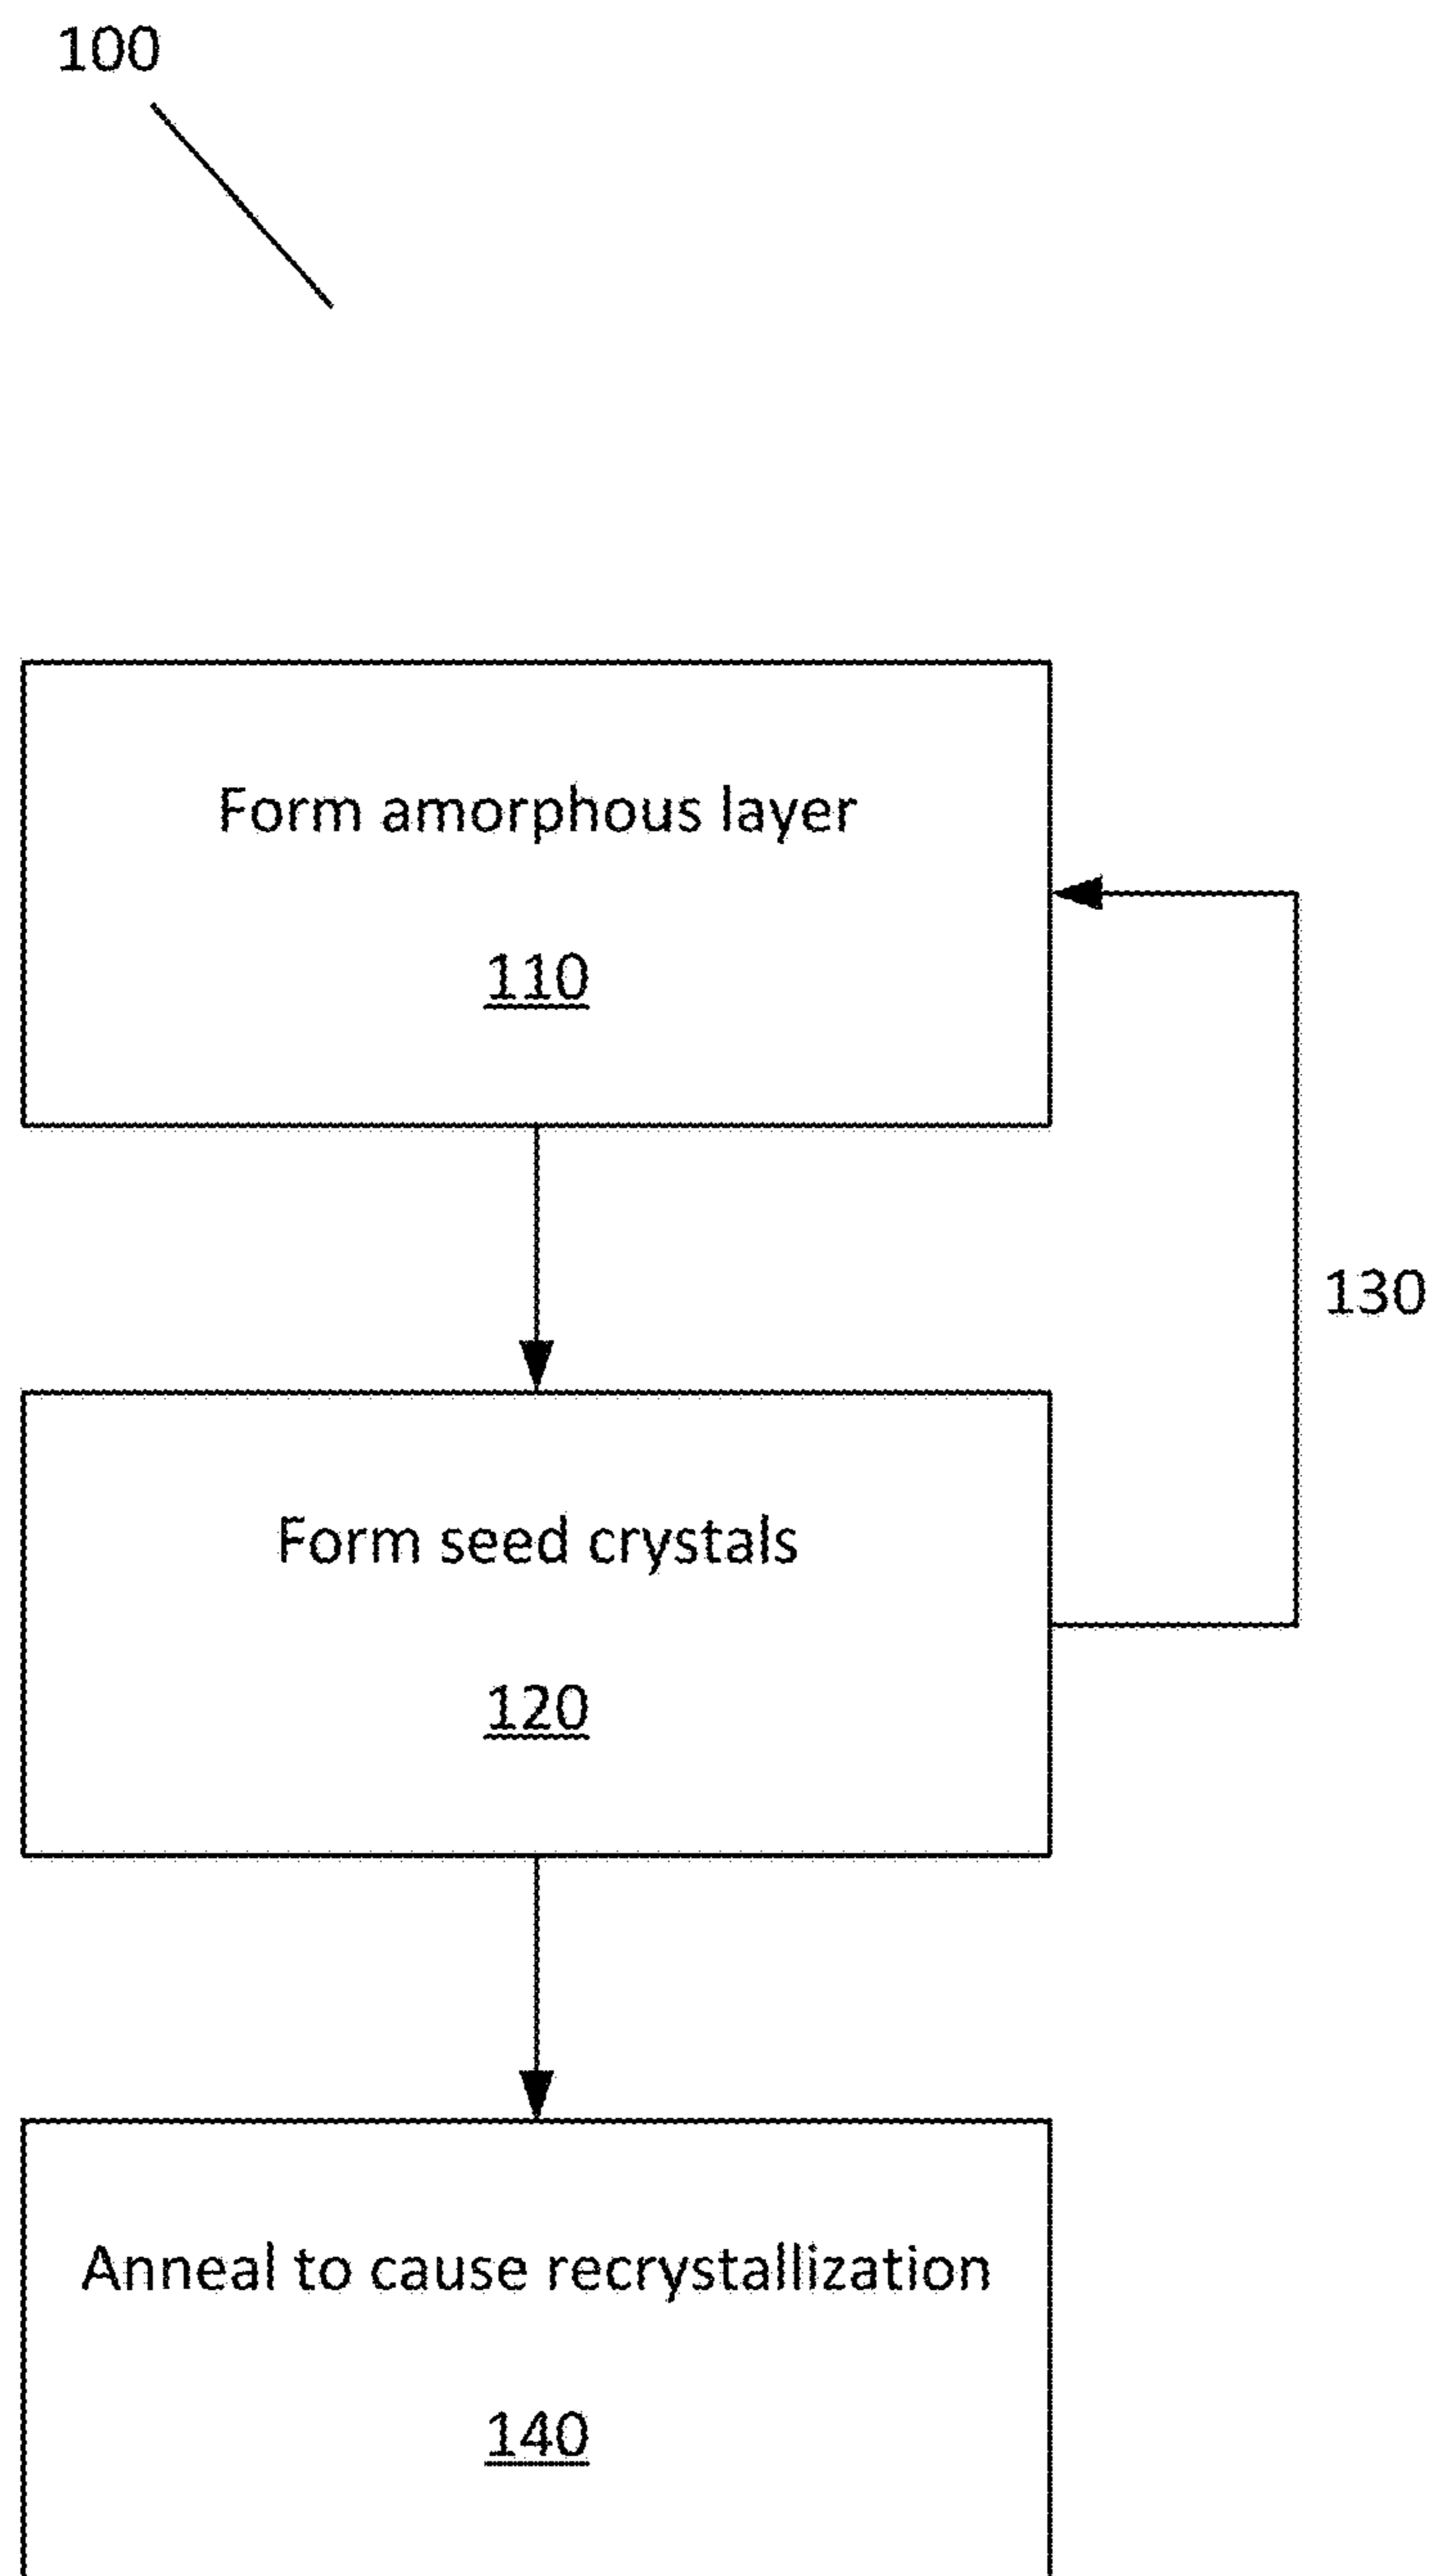 100
Form amorphous layer
110
130
Form seed crystals
120
Anneal to cause recrystallization
140